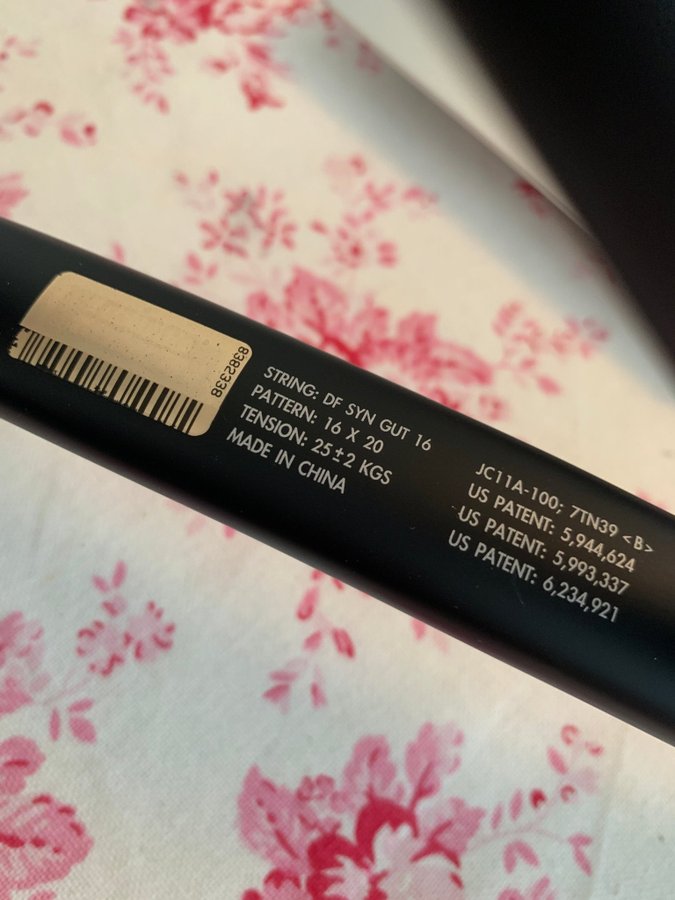 8382338
STRING: DF SYN GUT 16
PATTERN: 16 X 20
TENSION: 25±2 KGS
MADE IN CHINA
JC11A-100; 7TN39 <B>
US PATENT: 5,944,624
US PATENT: 5,993,337
US PATENT: 6,234,921